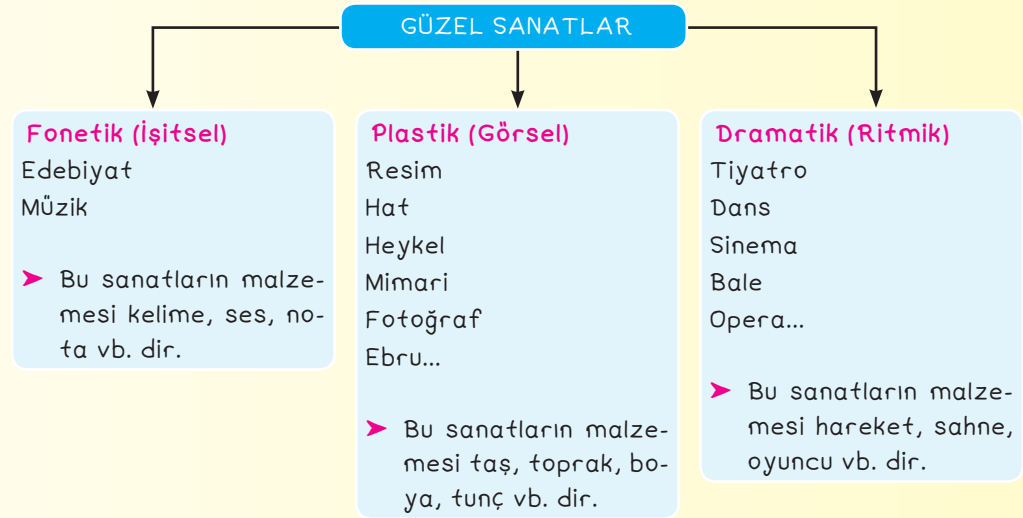 GÜZEL SANATLAR
Fonetik (İşitsel)
Edebiyat
Müzik
➤ Bu sanatların malze-
mesi kelime, ses, no-
ta vb. dir.
Plastik (Görsel)
Resim
Hat
Heykel
Mimari
Fotoğraf
Ebru...
➤ Bu sanatların malze-
mesi taş, toprak, bo-
ya, tunç vb. dir.
Dramatik (Ritmik)
Tiyatro
Dans
Sinema
Bale
Opera...
➤ Bu sanatların malze-
mesi hareket, sahne,
oyuncu vb. dir.